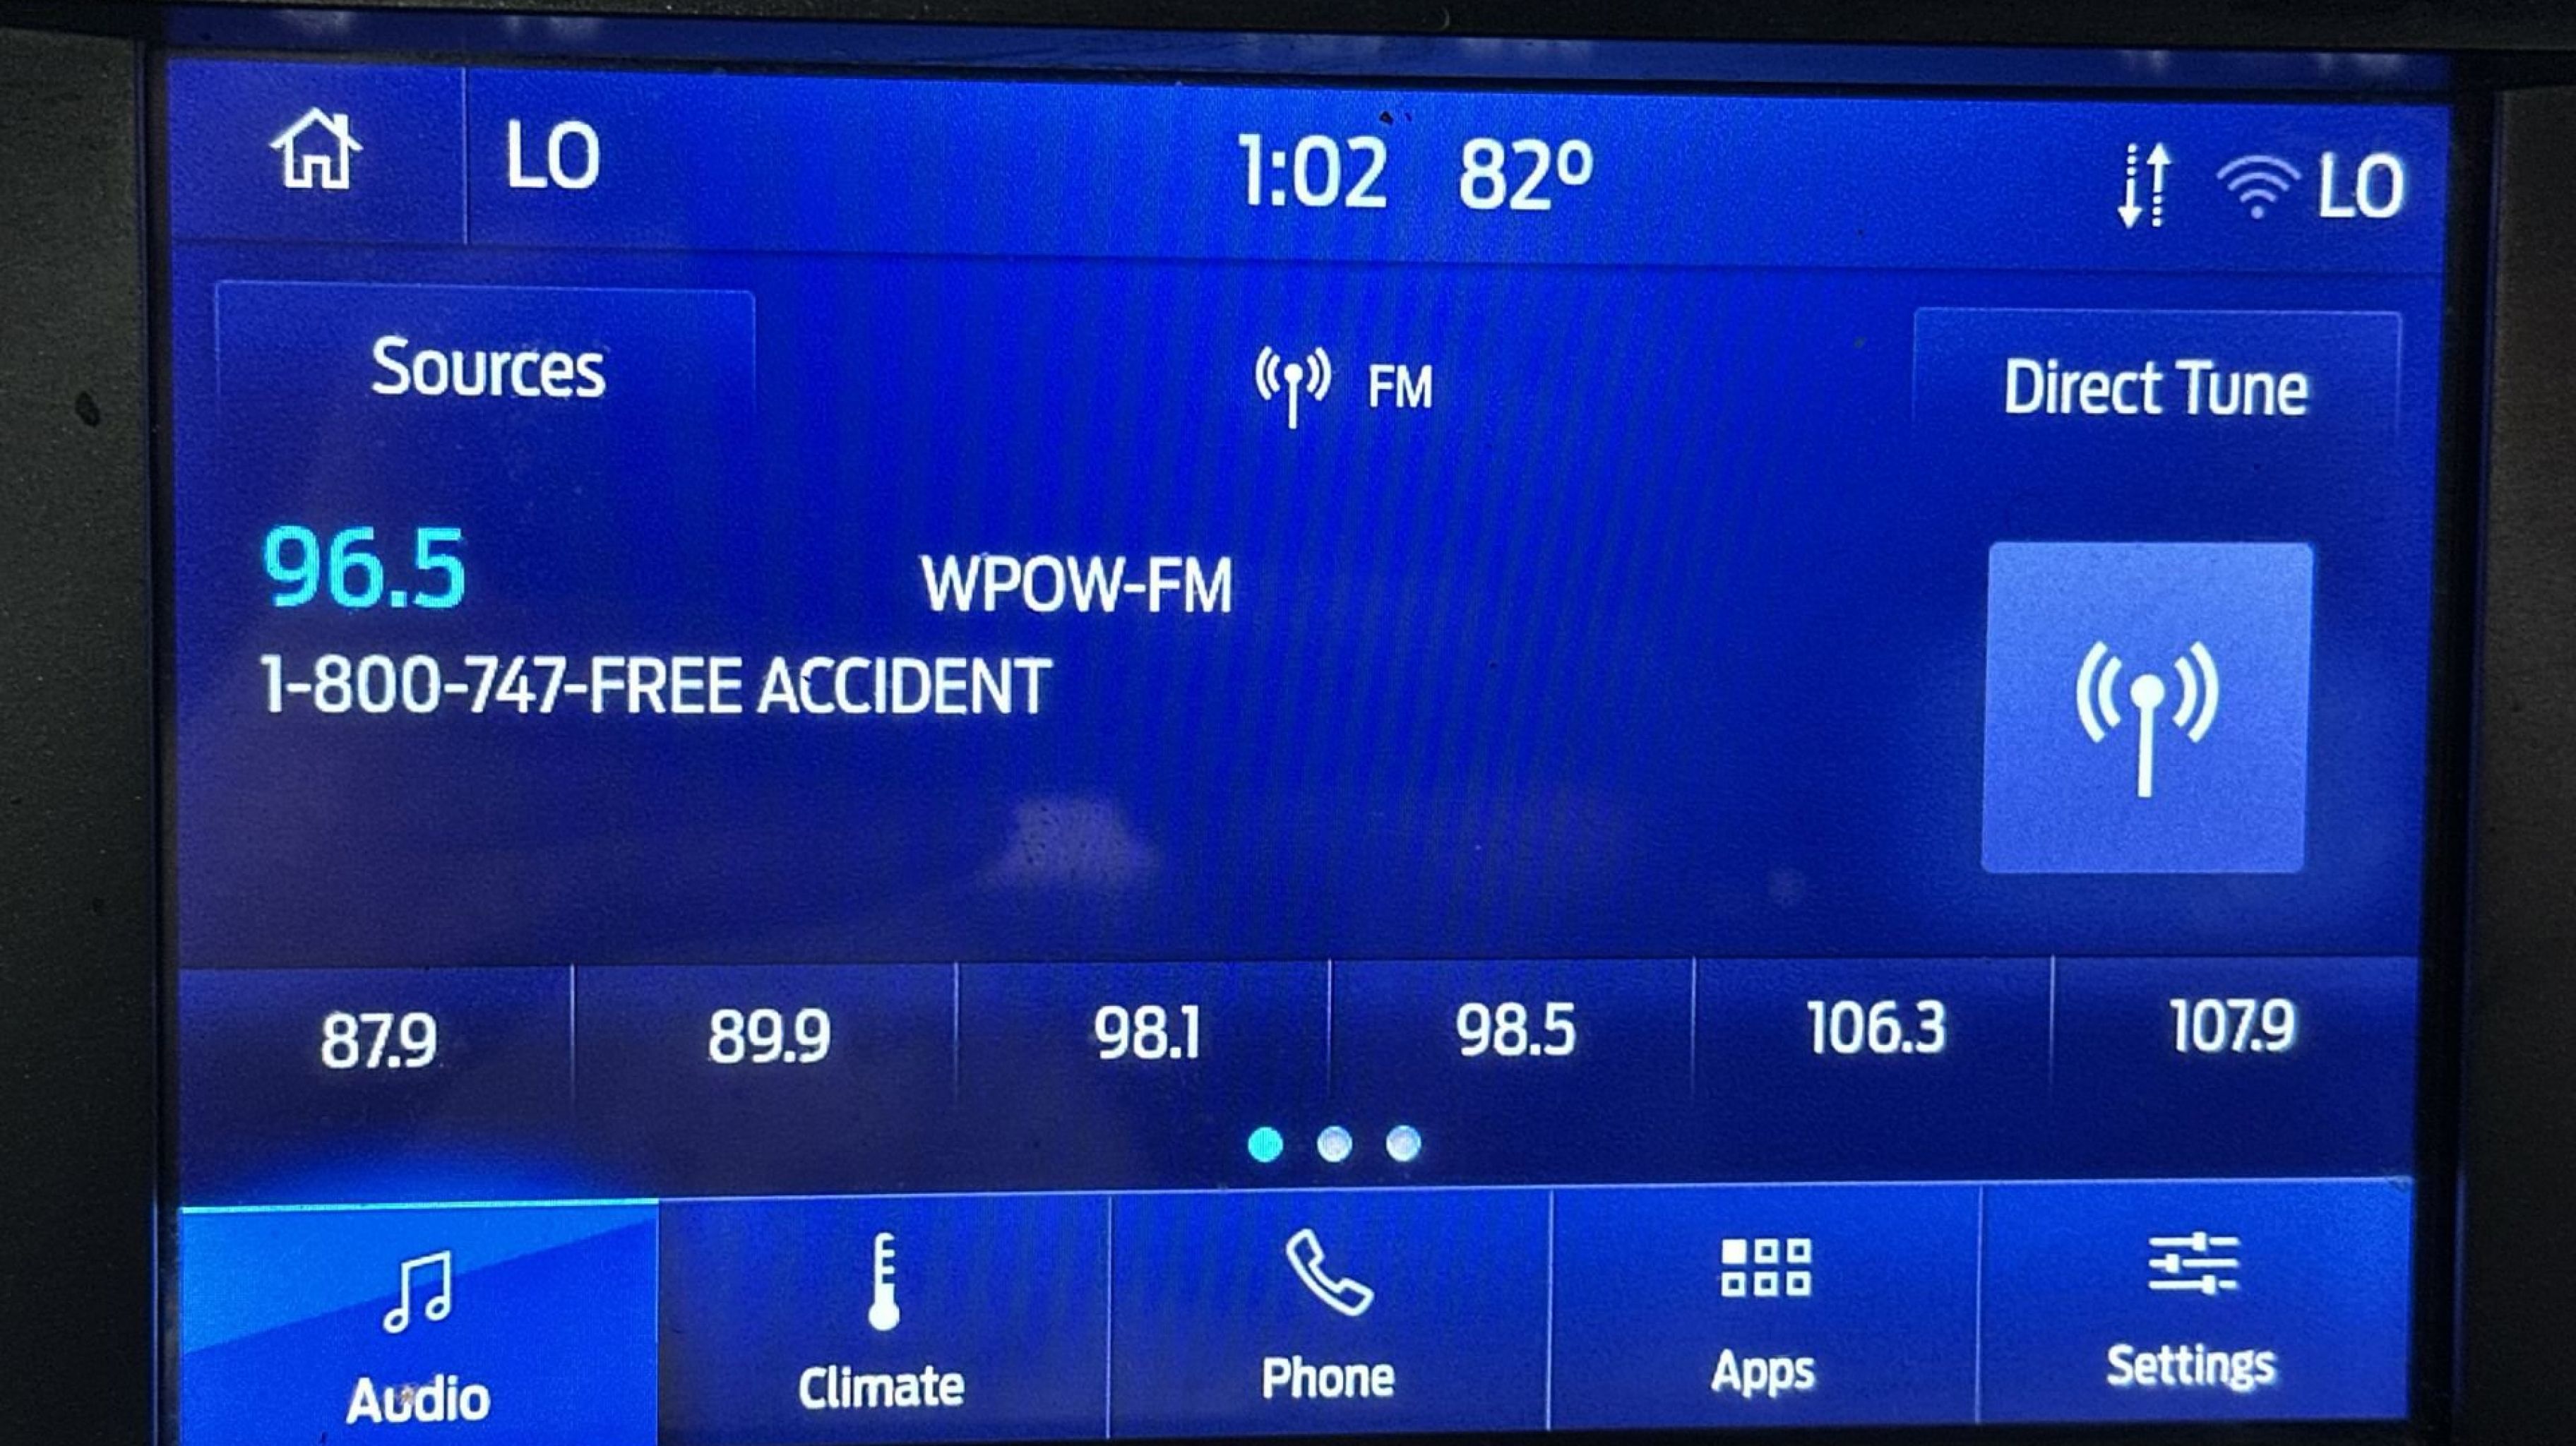 LO 1:02 82º LO
Sources FM Direct Tune
96.5 WPOW-FM
1-800-747-FREE ACCIDENT
87.9 89.9 98.1 98.5 106.3 107.9
Audio Climate Phone Apps Settings